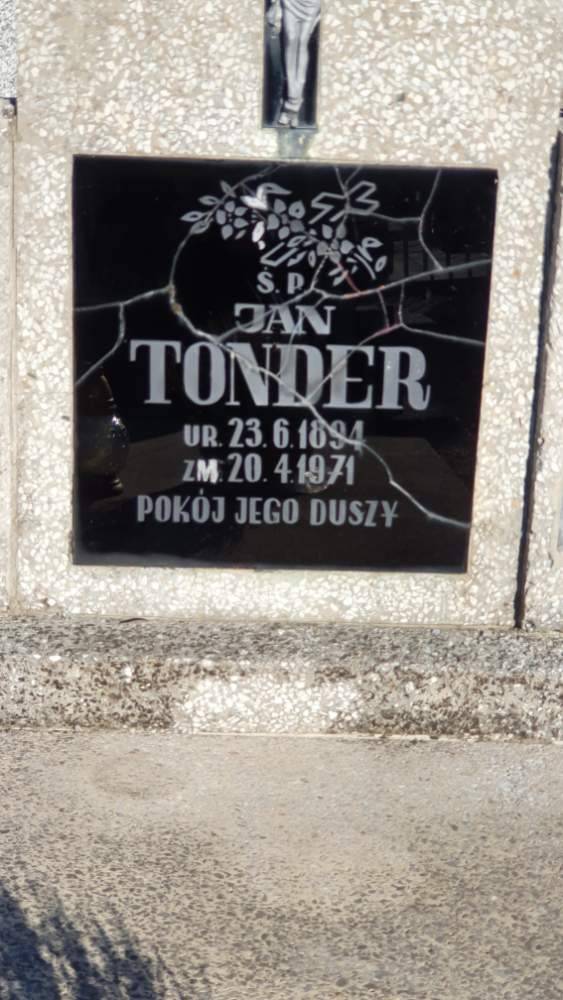 Ś. P.
JAN
TONDER
UR. 23. 6. 1894
ZM. 20. 4. 1971
POKÓJ JEGO DUSZY